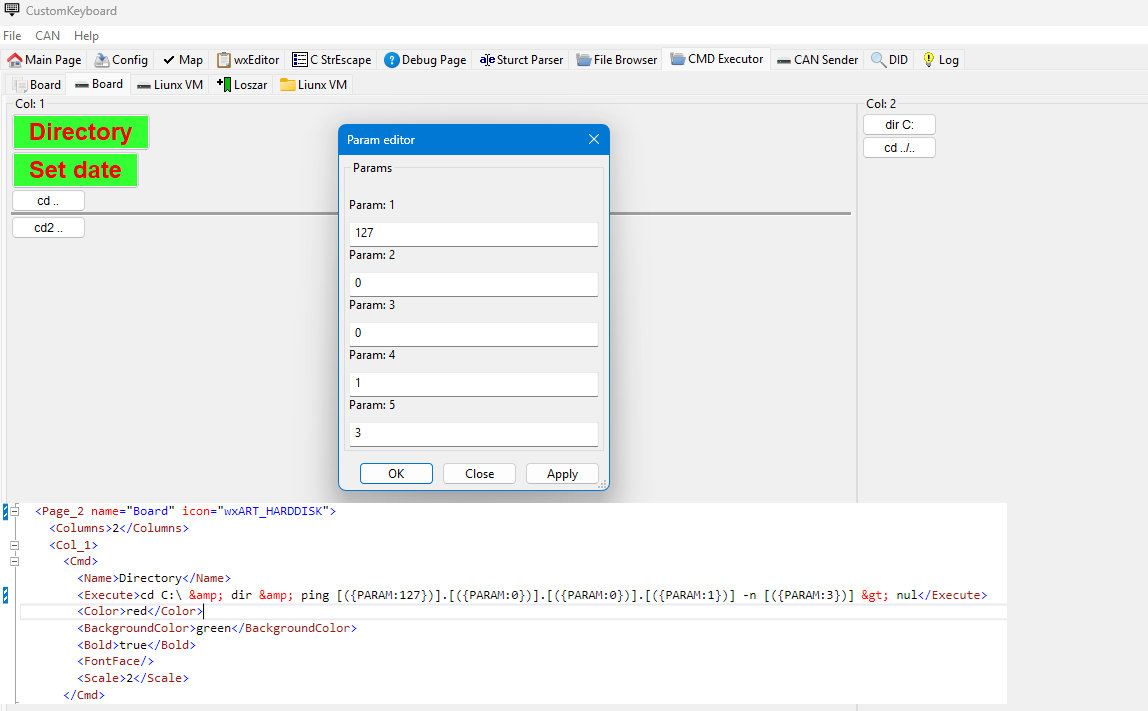 CustomKeyboard
File CAN Help
Main Page Config Map wxEditor C StrEscape Debug Page Sturct Parser File Browser CMD Executor CAN Sender DID Log
Board Board Liunx VM Loszar Liunx VM
Col: 1
Directory
Set date
cd ..
cd2 ..
Col: 2
dir C:
cd ../..
Param editor
Params
Param: 1
127
Param: 2
0
Param: 3
0
Param: 4
1
Param: 5
3
OK Close Apply
<Page_2 name="Board" icon="wxART_HARDDISK">
<Columns>2</Columns>
<Col_1>
<Cmd>
<Name>Directory</Name>
<Execute>cd C:\ &amp; dir &amp; ping [({PARAM:127})].[({PARAM:0})].[({PARAM:0})].[({PARAM:1})] -n [({PARAM:3})] &gt; nul</Execute>
<Color>red</Color>
<BackgroundColor>green</BackgroundColor>
<Bold>true</Bold>
<FontFace/>
<Scale>2</Scale>
</Cmd>